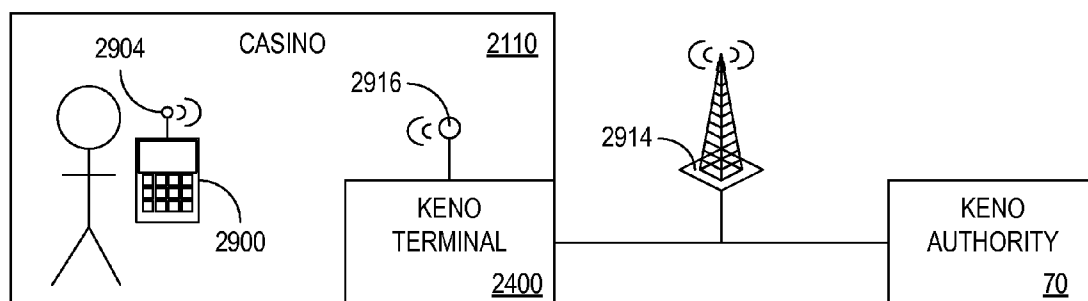 CASINO
2110
2904
2916
2914
2900
KENO
TERMINAL
2400
KENO
AUTHORITY
70